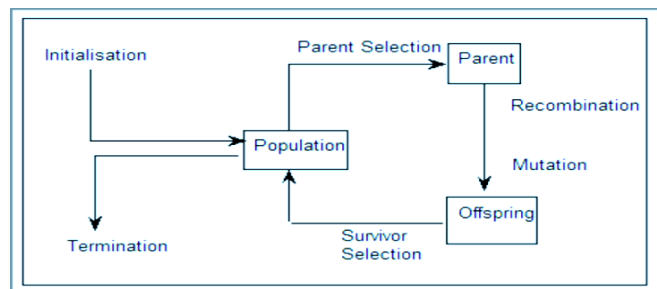 Initialisation
Parent Selection
Parent
Recombination
Population
Mutation
Offspring
Survivor
Selection
Termination